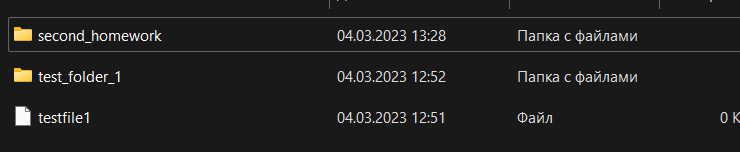 second_homework 04.03.2023 13:28 Папка с файлами
test_folder_1 04.03.2023 12:52 Папка с файлами
testfile1 04.03.2023 12:51 Файл 0 К